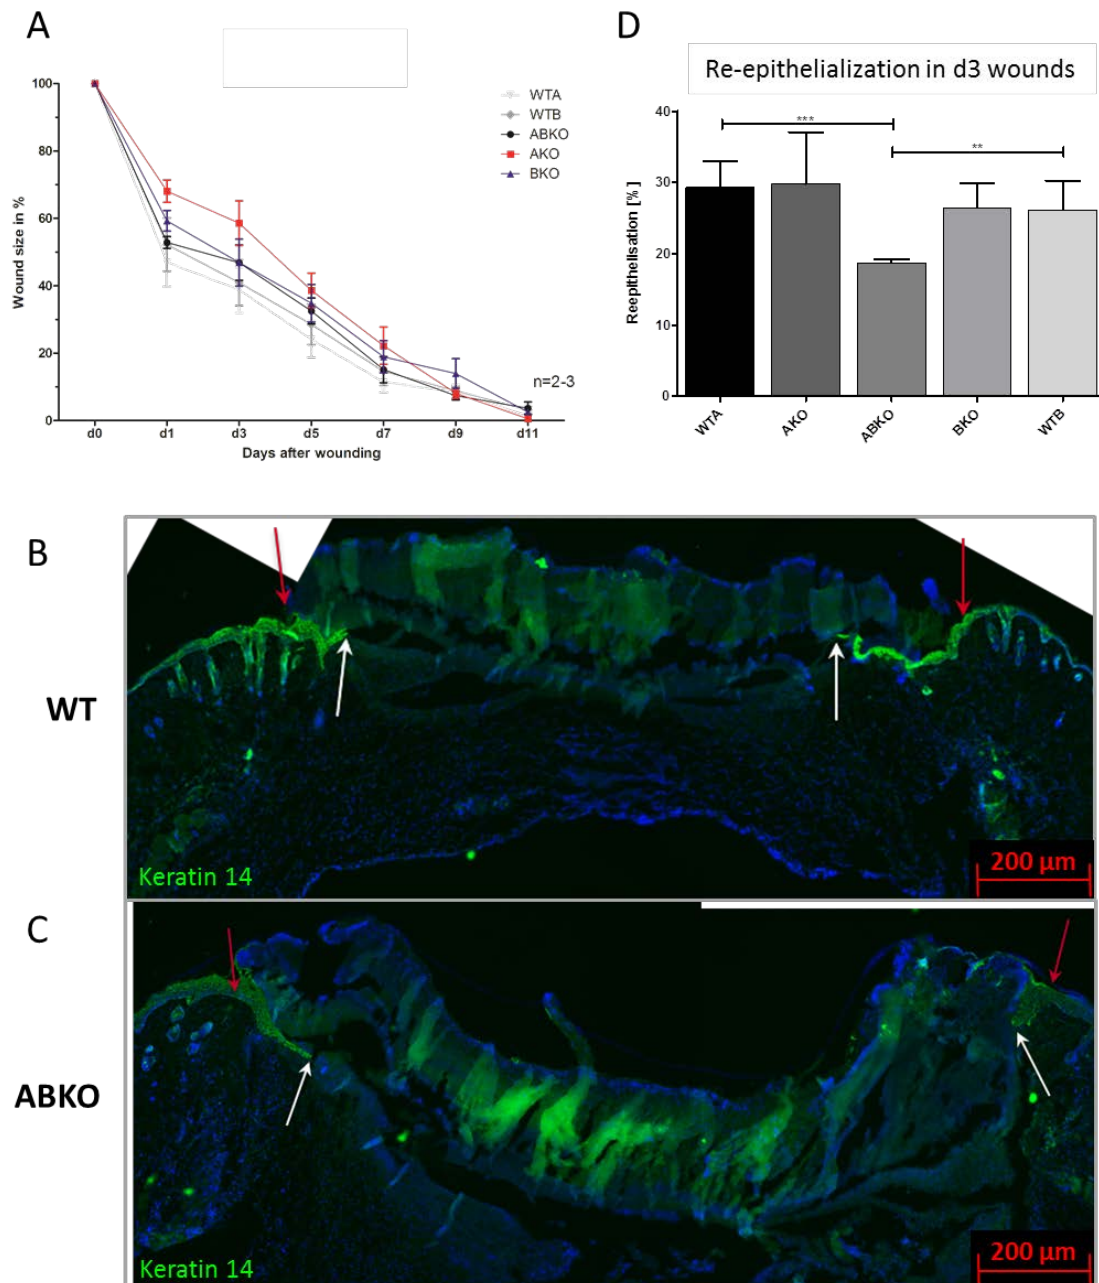 A
100
80
60
40
20
0
Wound size in %
d0 d1 d3 d5 d7 d9 d11
Days after wounding
WTA
WTB
ABKO
AKO
BKO
n=2-3
D
Re-epithelialization in d3 wounds
40
30
20
10
0
Reepithelisation [%]
***
**
WTA AKO ABKO BKO WTB
B
WT
Keratin 14
200 µm
C
ABKO
Keratin 14
200 µm